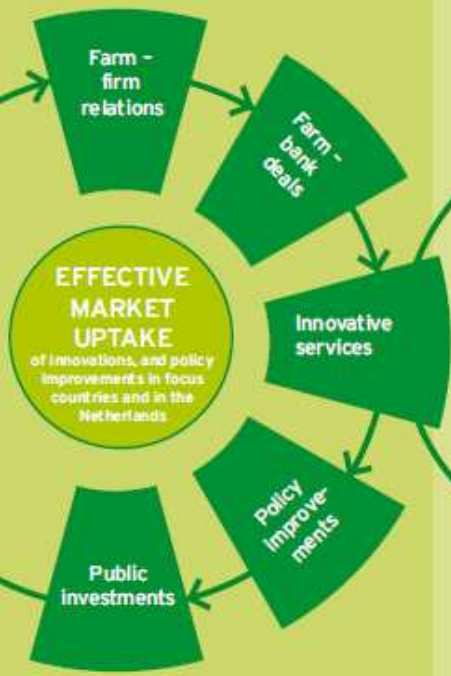 Farm –
firm
relations
Farm –
bank
deals
EFFECTIVE
MARKET
UPTAKE
of innovations, and policy
improvements in focus
countries and in the
Netherlands
Innovative
services
Policy
improve-
ments
Public
investments